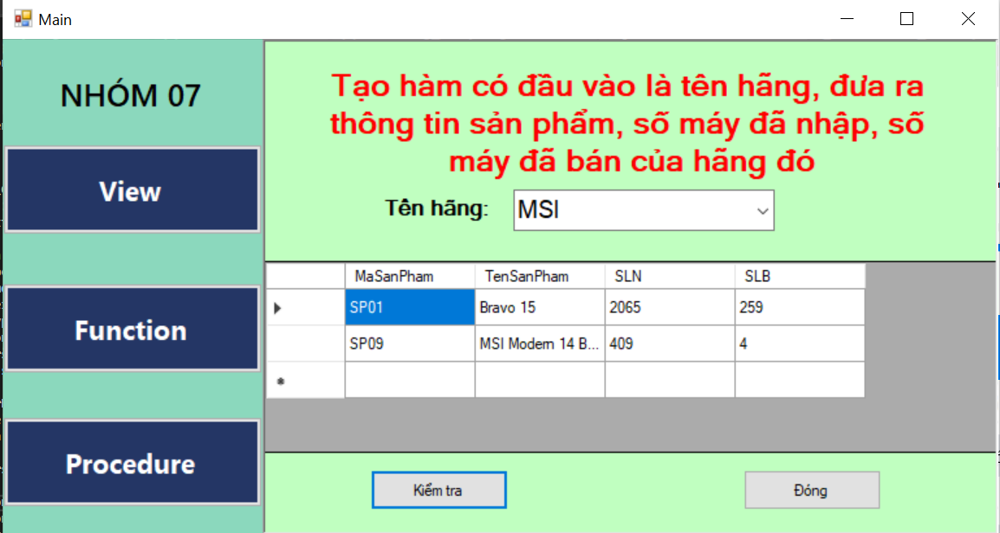 Main
NHÓM 07
View
Function
Procedure
Tạo hàm có đầu vào là tên hãng, đưa ra
thông tin sản phẩm, số máy đã nhập, số
máy đã bán của hãng đó
Tên hãng: MSI
MaSanPham TenSanPham SLN SLB
SP01 Bravo 15 2065 259
SP09 MSI Modern 14 B... 409 4
Kiểm tra Đóng